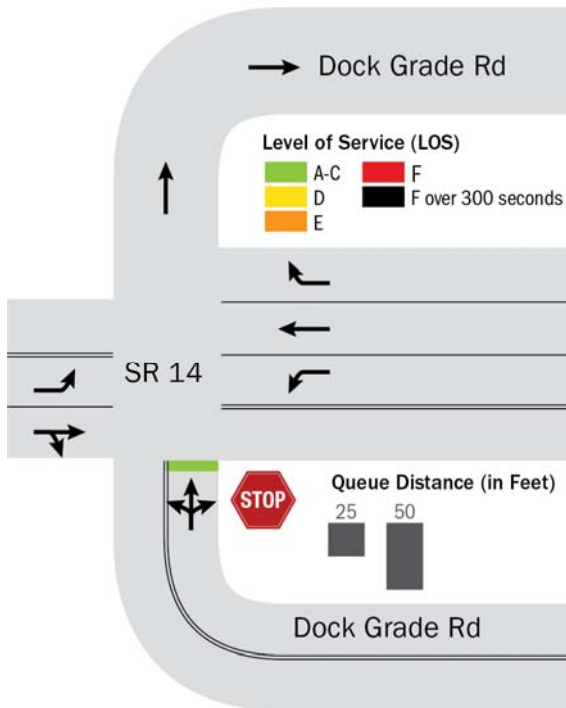 Dock Grade Rd
Level of Service (LOS)
A-C
F
D
F over 300 seconds
E
SR 14
STOP
Queue Distance (in Feet)
25
50
Dock Grade Rd